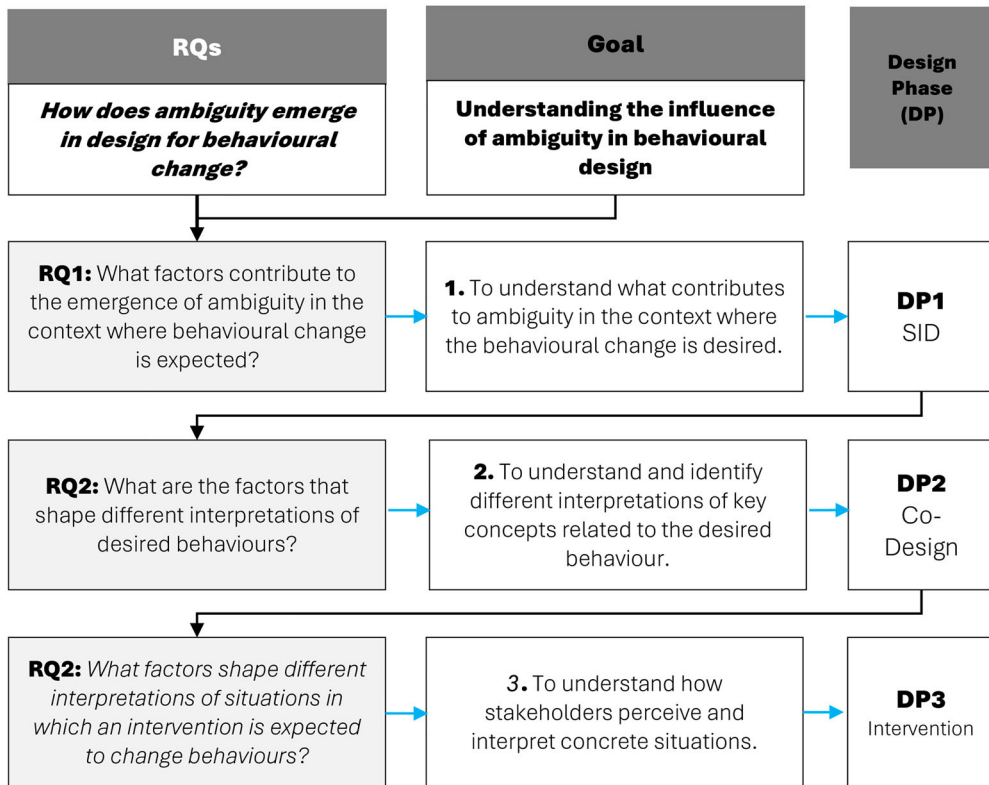 RQs
How does ambiguity emerge
in design for behavioural
change?
Goal
Understanding the influence
of ambiguity in behavioural
design
Design
Phase
(DP)
RQ1: What factors contribute to
the emergence of ambiguity in the
context where behavioural change
is expected?
1. To understand what contributes
to ambiguity in the context where
the behavioural change is desired.
DP1
SID
RQ2: What are the factors that
shape different interpretations of
desired behaviours?
2. To understand and identify
different interpretations of key
concepts related to the desired
behaviour.
DP2
Co-
Design
RQ2: What factors shape different
interpretations of situations in
which an intervention is expected
to change behaviours?
3. To understand how
stakeholders perceive and
interpret concrete situations.
DP3
Intervention